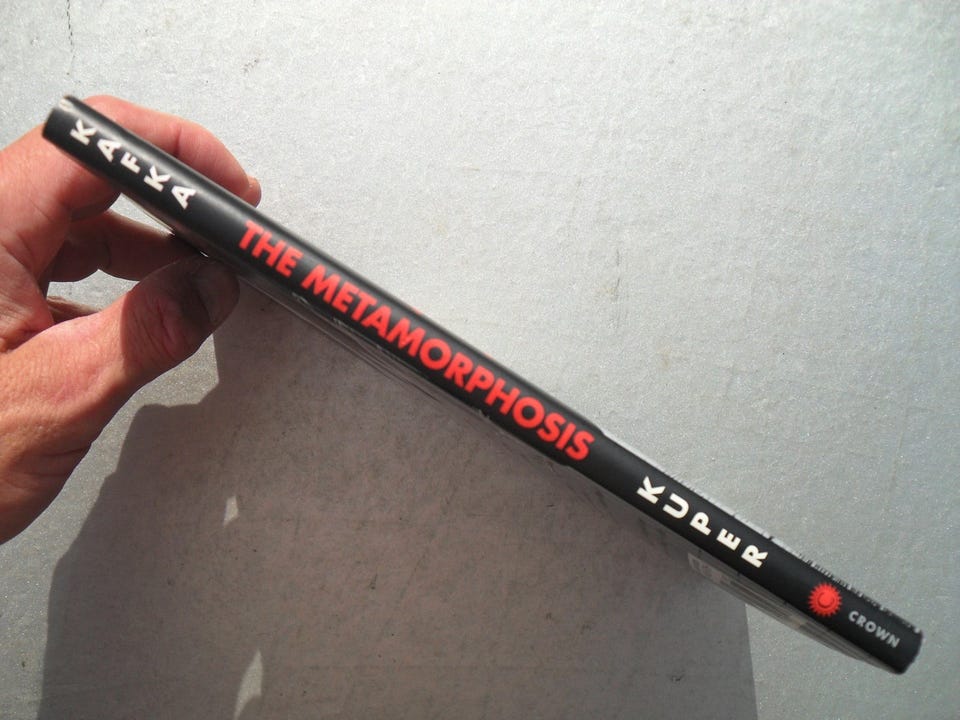 KAFKA
THE METAMORPHOSIS
KUPER
CROWN